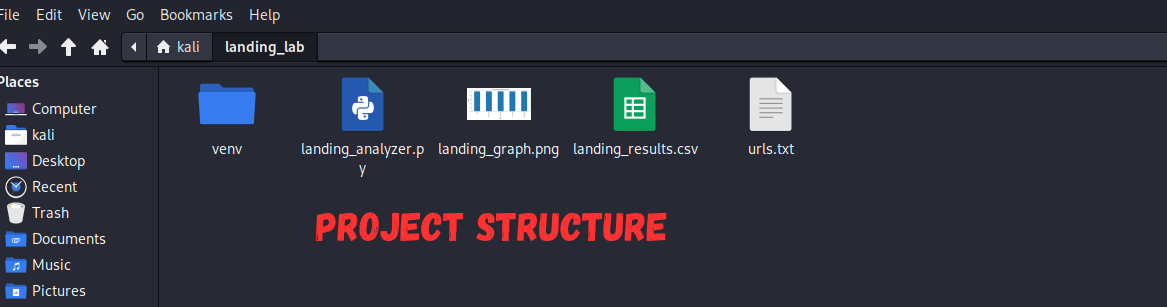 File Edit View Go Bookmarks Help
kali landing_lab
Places
Computer
kali
Desktop
Recent
Trash
Documents
Music
Pictures
venv landing_analyzer.p landing_graph.png landing_results.csv urls.txt
y
PROJECT STRUCTURE